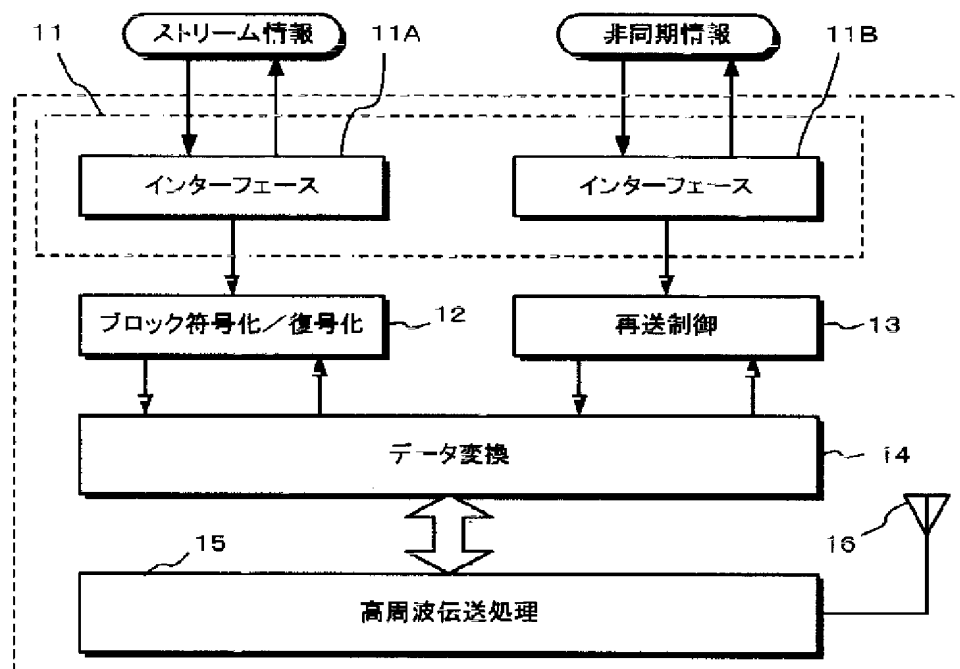 11
ストリーム情報
11A
非同期情報
11B
インターフェース
インターフェース
ブロック符号化／復号化
12
再送制御
13
データ変換
14
15
高周波伝送処理
16